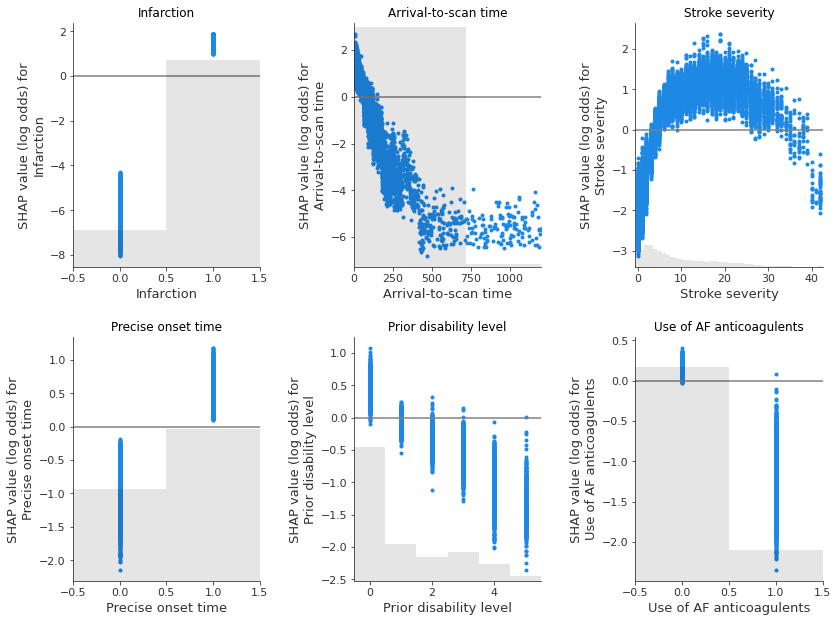 Infarction
Arrival-to-scan time
Stroke severity
SHAP value (log odds) for
Infarction
2
0
−2
−4
−6
−8
−0.5
0.0
0.5
1.0
1.5
Infarction
SHAP value (log odds) for
Arrival-to-scan time
2
0
−2
−4
−6
0
250
500
750
1000
Arrival-to-scan time
SHAP value (log odds) for
Stroke severity
2
1
0
−1
−2
−3
0
10
20
30
40
Stroke severity
Precise onset time
Prior disability level
Use of AF anticoagulents
SHAP value (log odds) for
Precise onset time
1.0
0.5
0.0
−0.5
−1.0
−1.5
−2.0
−0.5
0.0
0.5
1.0
1.5
Precise onset time
SHAP value (log odds) for
Prior disability level
1.0
0.5
0.0
−0.5
−1.0
−1.5
−2.0
−2.5
0
2
4
Prior disability level
SHAP value (log odds) for
Use of AF anticoagulents
0.5
0.0
−0.5
−1.0
−1.5
−2.0
−0.5
0.0
0.5
1.0
1.5
Use of AF anticoagulents